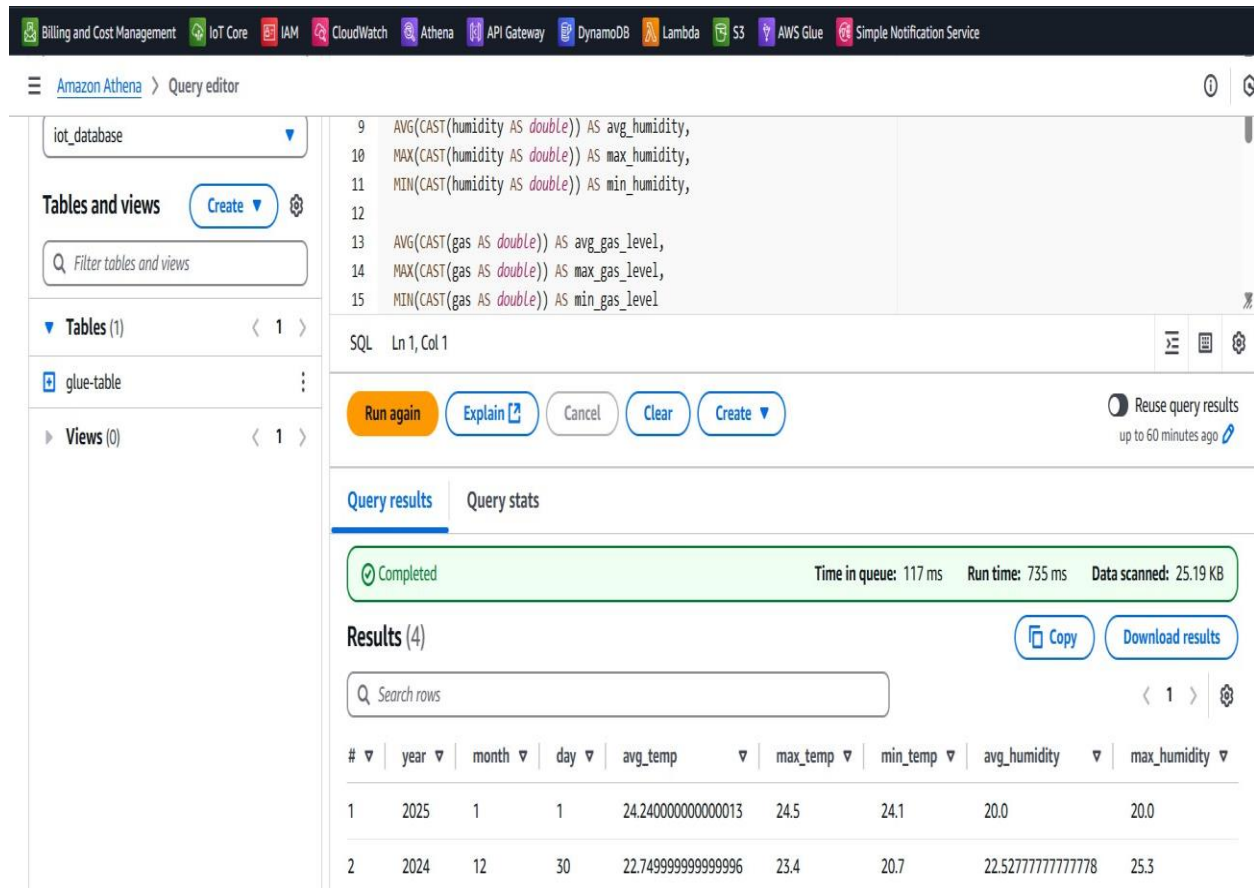 Billing and Cost Management IoT Core IAM CloudWatch Athena API Gateway DynamoDB Lambda S3 AWS Glue Simple Notification Service
Amazon Athena > Query editor
iot_database
Tables and views Create
Filter tables and views
Tables (1) < 1 >
glue-table
Views (0) < 1 >
9 AVG(CAST(humidity AS double)) AS avg_humidity,
10 MAX(CAST(humidity AS double)) AS max_humidity,
11 MIN(CAST(humidity AS double)) AS min_humidity,
12
13 AVG(CAST(gas AS double)) AS avg_gas_level,
14 MAX(CAST(gas AS double)) AS max_gas_level,
15 MIN(CAST(gas AS double)) AS min_gas_level
SQL Ln 1, Col 1
Run again Explain Cancel Clear Create Reuse query results
up to 60 minutes ago
Query results Query stats
Completed Time in queue: 117 ms Run time: 735 ms Data scanned: 25.19 KB
Results (4) Copy Download results
Search rows < 1 >
# year month day avg_temp max_temp min_temp avg_humidity max_humidity
1 2025 1 1 24.240000000000013 24.5 24.1 20.0 20.0
2 2024 12 30 22.749999999999996 23.4 20.7 22.52777777777778 25.3